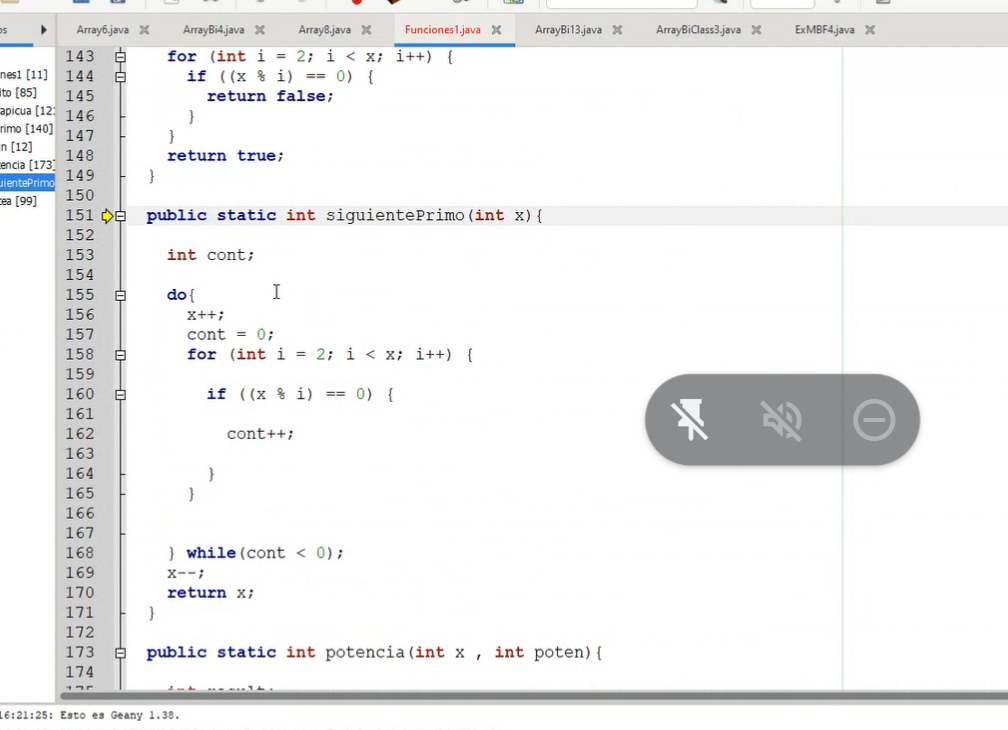 Array6.java ArrayBi4.java Array8.java Funciones1.java ArrayBi13.java ArrayBiClass3.java ExMBF4.java
nes1 [11]
ito [85]
apicua [12
rimo [140]
n [12]
encia [173]
uientePrimo
ea [99]
143 for (int i = 2; i < x; i++) {
144 if ((x % i) == 0) {
145 return false;
146 }
147 }
148 return true;
149 }
150
151 public static int siguientePrimo(int x){
152
153 int cont;
154
155 do{
156 x++;
157 cont = 0;
158 for (int i = 2; i < x; i++) {
159
160 if ((x % i) == 0) {
161
162 cont++;
163
164 }
165 }
166
167
168 } while(cont < 0);
169 x--;
170 return x;
171 }
172
173 public static int potencia(int x , int poten){
174
16:21:25: Esto es Geany 1.38.